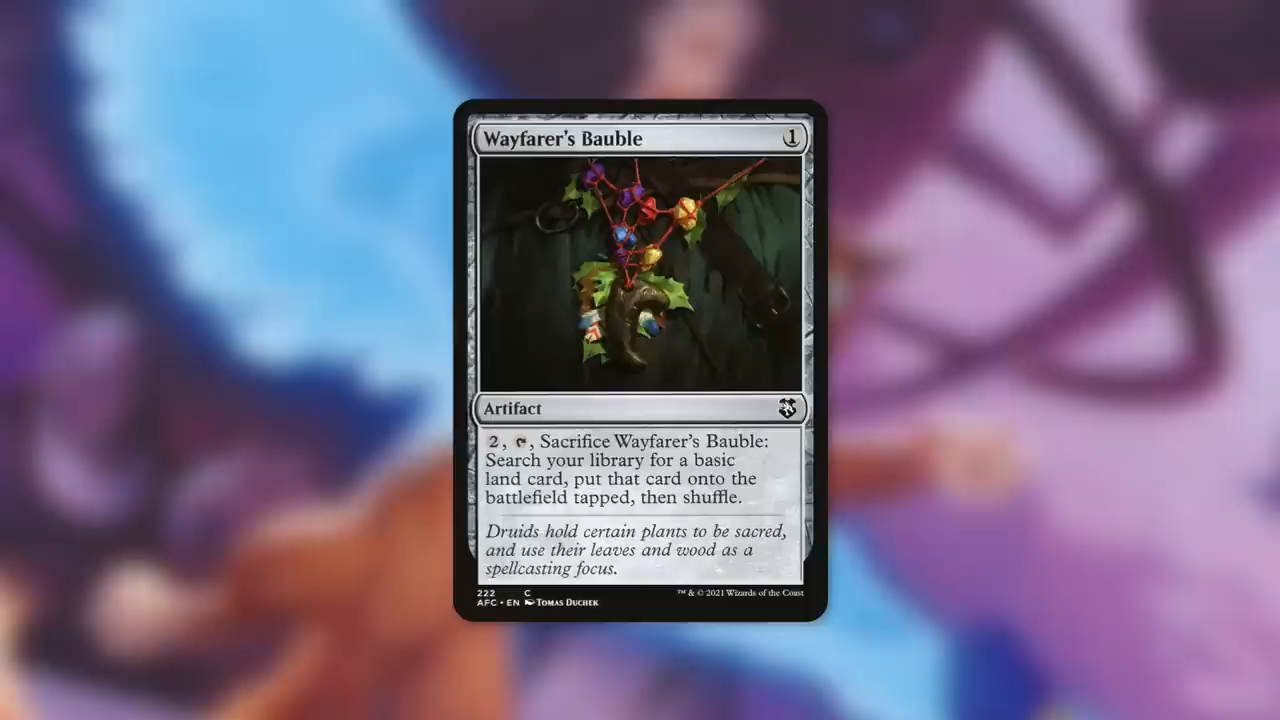 Wayfarer's Bauble 1
Artifact
2, , Sacrifice Wayfarer's Bauble:
Search your library for a basic
land card, put that card onto the
battlefield tapped, then shuffle.
Druids hold certain plants to be sacred,
and use their leaves and wood as a
spellcasting focus.
222 C
AFC • EN Tomas Duchek
™ & © 2021 Wizards of the Coast